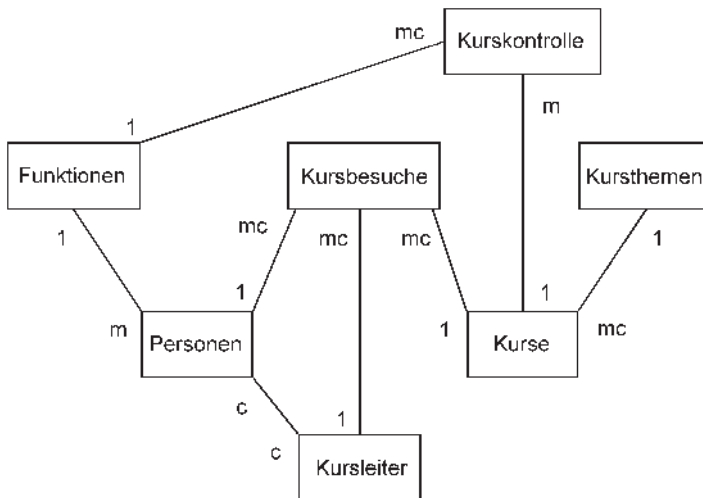 mc
Kurskontrolle
1
m
Funktionen
Kursbesuche
Kursthemen
1
mc
mc
mc
1
1
1
m
Personen
1
Kurse
mc
c
1
c
Kursleiter